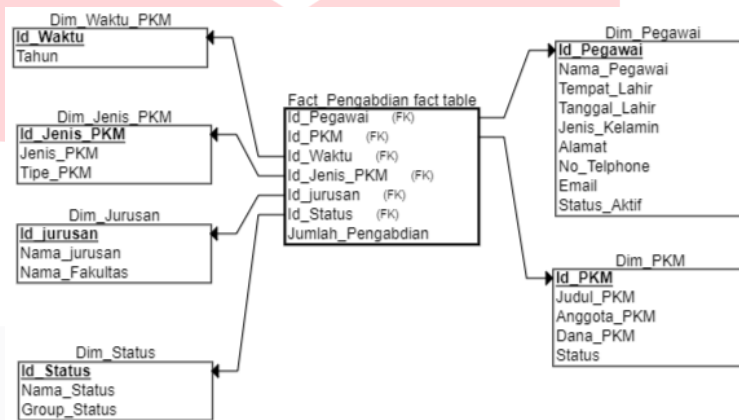 Dim_Waktu_PKM
Id_Waktu
Tahun
Dim_Jenis_PKM
Id_Jenis_PKM
Jenis_PKM
Tipe_PKM
Dim_Jurusan
Id_jurusan
Nama_jurusan
Nama_Fakultas
Dim_Status
Id_Status
Nama_Status
Group_Status
Fact_Pengabdian fact table
Id_Pegawai (FK)
Id_PKM (FK)
Id_Waktu (FK)
Id_Jenis_PKM (FK)
Id_jurusan (FK)
Id_Status (FK)
Jumlah_Pengabdian
Dim_Pegawai
Id_Pegawai
Nama_Pegawai
Tempat_Lahir
Tanggal_Lahir
Jenis_Kelamin
Alamat
No_Telphone
Email
Status_Aktif
Dim_PKM
Id_PKM
Judul_PKM
Anggota_PKM
Dana_PKM
Status